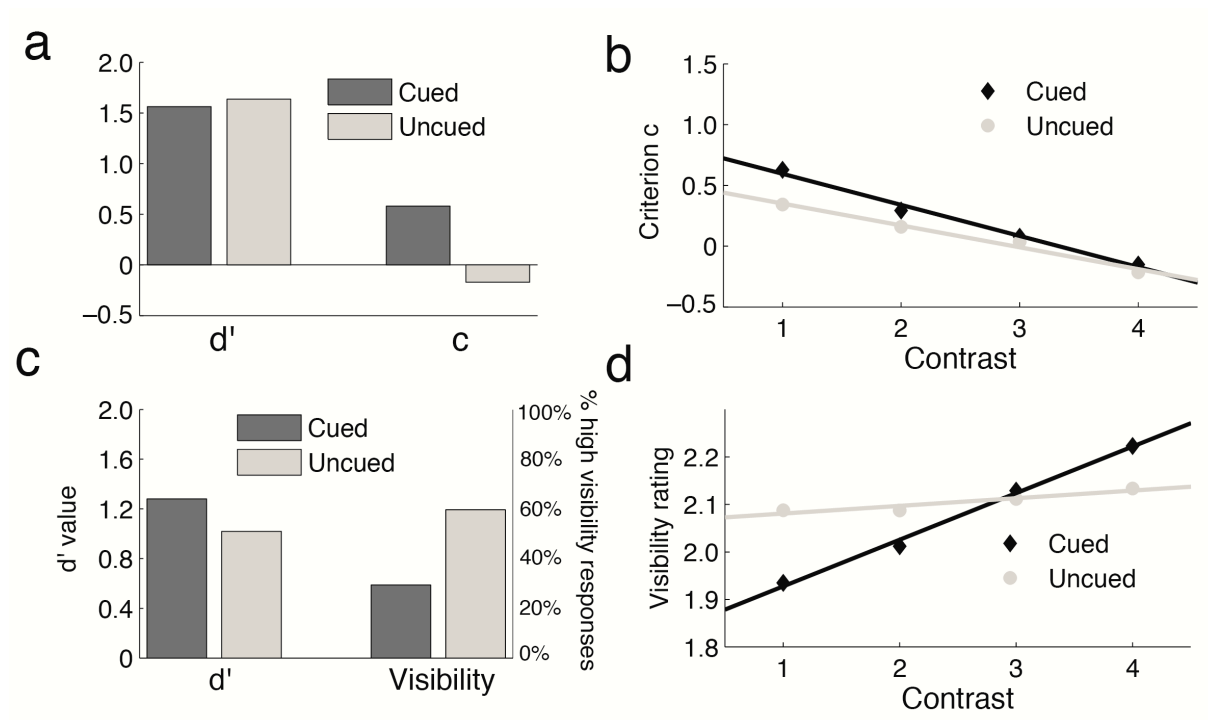 a
2.0
1.5
1.0
0.5
0
−0.5
Cued
Uncued
d'
c
b
1.5
1.0
0.5
0
−0.5
Criterion c
Cued
Uncued
1 2 3 4
Contrast
c
2.0
1.6
1.2
0.8
0.4
0
d' value
Cued
Uncued
100%
80%
60%
40%
20%
0%
% high visibility responses
d'
Visibility
d
2.2
2.1
2.0
1.9
1.8
Visibility rating
Cued
Uncued
1 2 3 4
Contrast